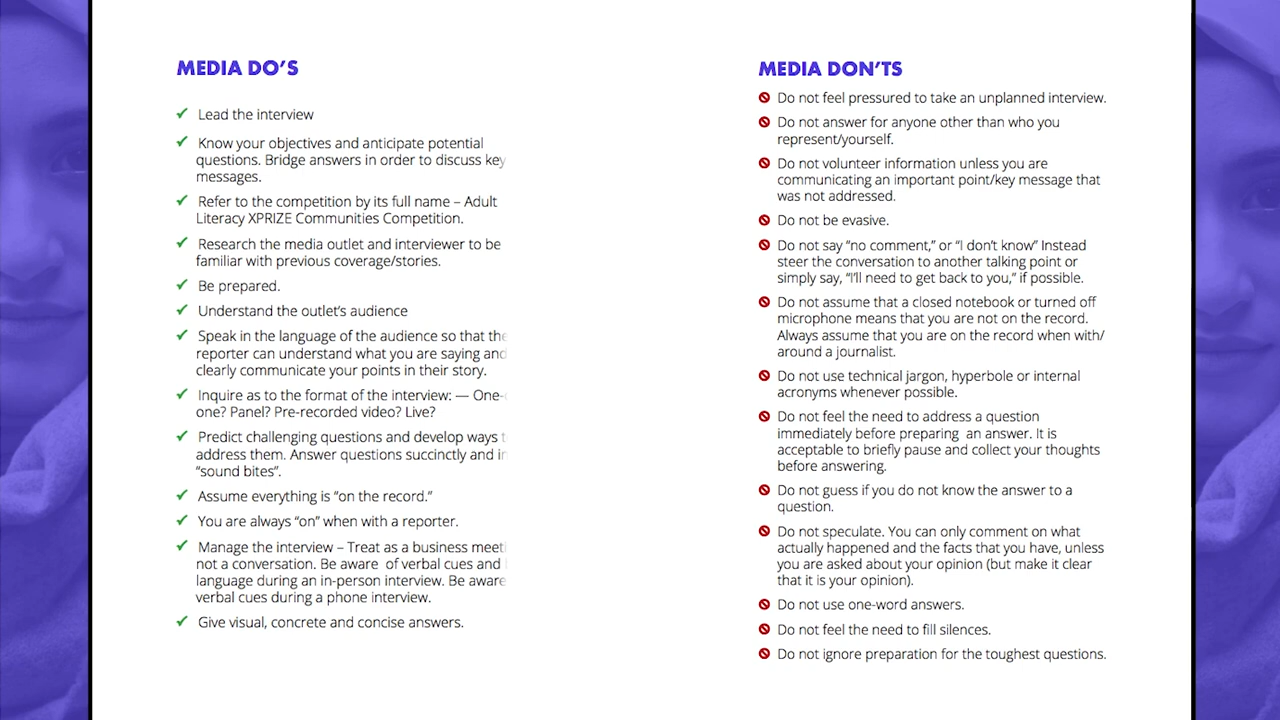 MEDIA DO’S
Lead the interview
Know your objectives and anticipate potential
questions. Bridge answers in order to discuss key
messages.
Refer to the competition by its full name – Adult
Literacy XPRIZE Communities Competition.
Research the media outlet and interviewer to be
familiar with previous coverage/stories.
Be prepared.
Understand the outlet’s audience
Speak in the language of the audience so that the
reporter can understand what you are saying and
clearly communicate your points in their story.
Inquire as to the format of the interview: — One-
one? Panel? Pre-recorded video? Live?
Predict challenging questions and develop ways
address them. Answer questions succinctly and in
“sound bites”.
Assume everything is “on the record.”
You are always “on” when with a reporter.
Manage the interview – Treat as a business
not a conversation. Be aware of verbal cues and
language during an in-person interview. Be aware
verbal cues during a phone interview.
Give visual, concrete and concise answers.
MEDIA DON’TS
Do not feel pressured to take an unplanned interview.
Do not answer for anyone other than who you
represent/yourself.
Do not volunteer information unless you are
communicating an important point/key message that
was not addressed.
Do not be evasive.
Do not say “no comment,” or “I don’t know” Instead
steer the conversation to another talking point or
simply say, “I’ll need to get back to you,” if possible.
Do not assume that a closed notebook or turned off
microphone means that you are not on the record.
Always assume that you are on the record when with/
around a journalist.
Do not use technical jargon, hyperbole or internal
acronyms whenever possible.
Do not feel the need to address a question
immediately before preparing an answer. It is
acceptable to briefly pause and collect your thoughts
before answering.
Do not guess if you do not know the answer to a
question.
Do not speculate. You can only comment on what
actually happened and the facts that you have, unless
you are asked about your opinion (but make it clear
that it is your opinion).
Do not use one-word answers.
Do not feel the need to fill silences.
Do not ignore preparation for the toughest questions.